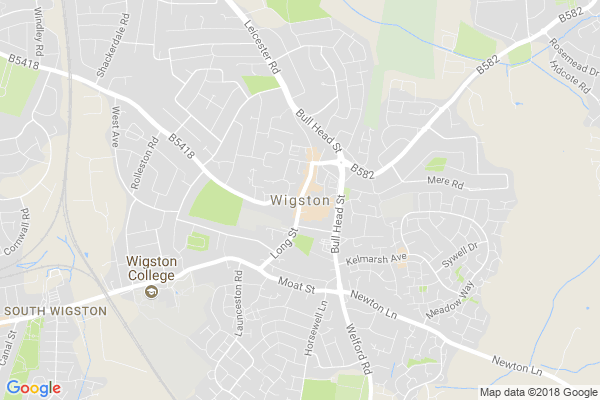 Windley Rd
Shackerdale Rd
Leicester Rd
B582
B5418
B582
Rosemead Dr
Hidcote Rd
West Ave
Rolleston Rd
B5418
Bull Head St
B582
Mere Rd
Wigston
Cornwall Rd
Bull Head St
Long St
Kelmarsh Ave
Sywell Dr
Wigston
College
Launceston Rd
Moat St
Newton Ln
Meadow Way
SOUTH WIGSTON
Canal St
Horsewell Ln
Welford Rd
Newton Ln
Google
Map data ©2018 Google